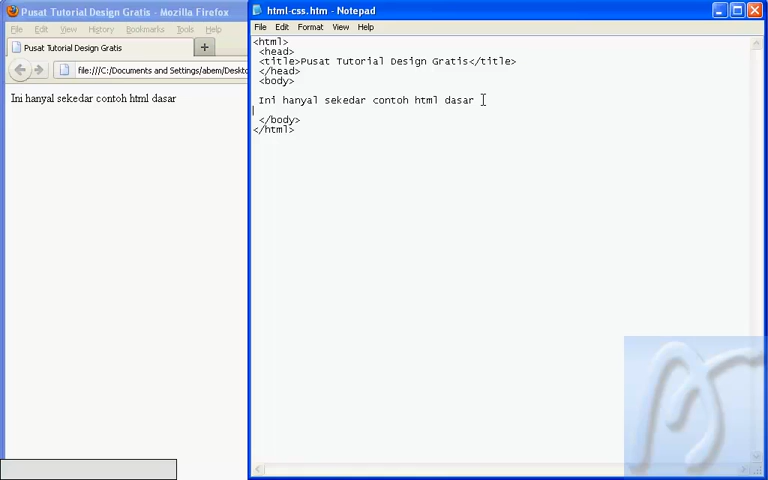 Pusat Tutorial Design Gratis - Mozilla Firefox
File Edit View History Bookmarks Tools Help
Pusat Tutorial Design Gratis
file:///C:/Documents and Settings/abem/Deskto
Ini hanyal sekedar contoh html dasar
html-css.htm - Notepad
File Edit Format View Help
<html>
<head>
<title>Pusat Tutorial Design Gratis</title>
</head>
<body>
Ini hanyal sekedar contoh html dasar
</body>
</html>